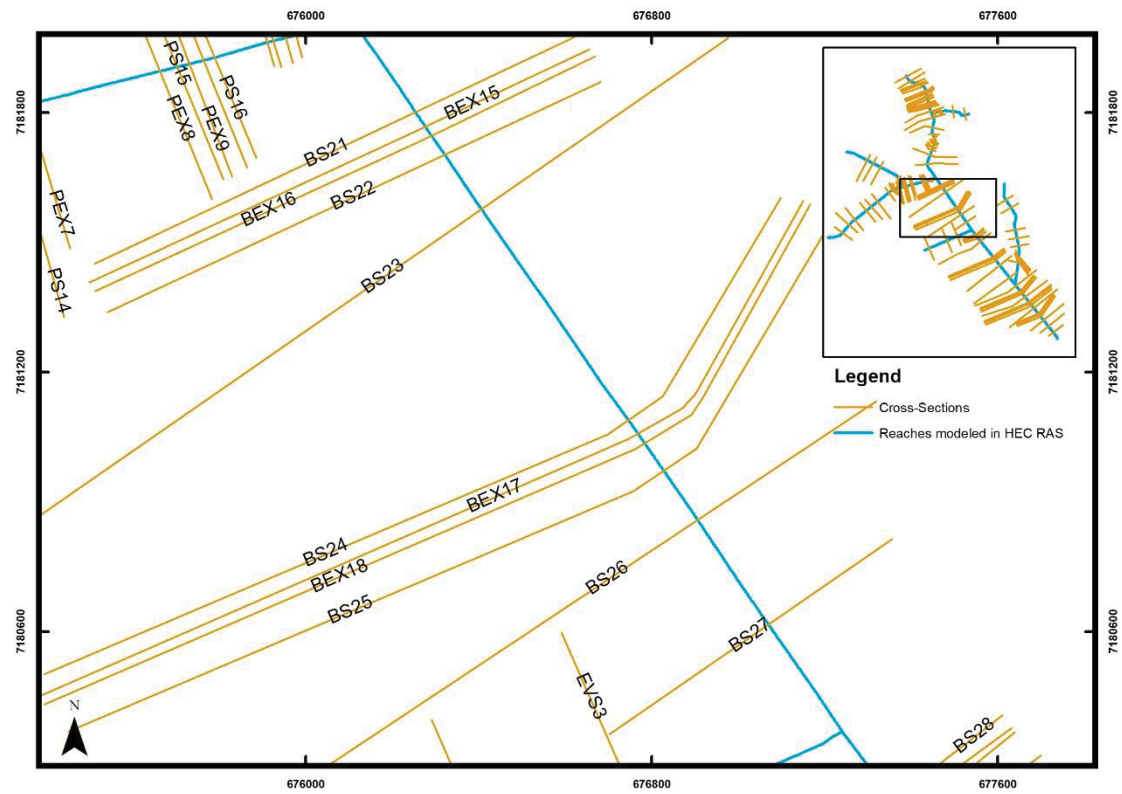 676000
676800
677600
7181800
7181800
PS15
PS16
PEX8
PEX9
BEX15
BS21
BS22
BEX16
PEX7
PS14
BS23
7181200
7181200
Legend
Cross-Sections
Reaches modeled in HEC RAS
BEX17
BS24
BEX18
BS25
BS26
7180600
7180600
BS27
EVS3
N
BS28
676000
676800
677600